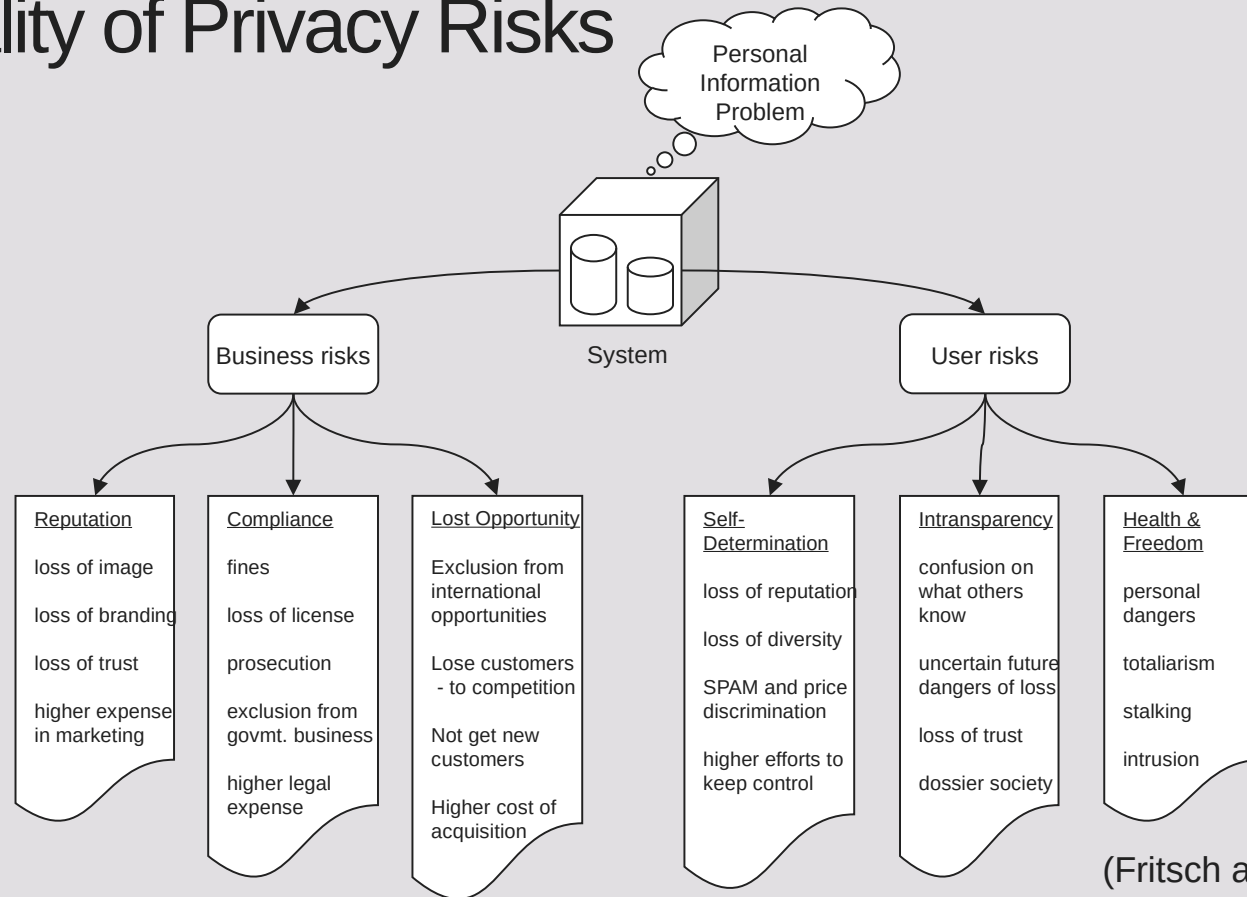 lity of Privacy Risks
Personal
Information
Problem
System
Business risks
User risks
Reputation
loss of image
loss of branding
loss of trust
higher expense
in marketing
Compliance
fines
loss of license
prosecution
exclusion from
govmt. business
higher legal
expense
Lost Opportunity
Exclusion from
international
opportunities
Lose customers
- to competition
Not get new
customers
Higher cost of
acquisition
Self-
Determination
loss of reputation
loss of diversity
SPAM and price
discrimination
higher efforts to
keep control
Intransparency
confusion on
what others
know
uncertain future
dangers of loss
loss of trust
dossier society
Health &
Freedom
personal
dangers
totaliarism
stalking
intrusion
(Fritsch a